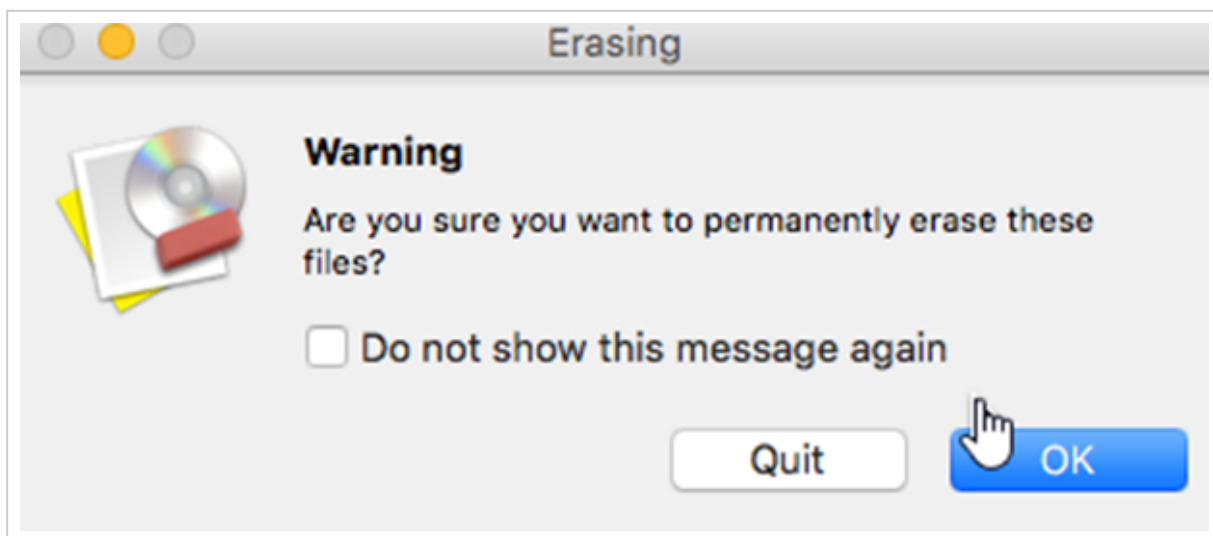 Erasing
Warning
Are you sure you want to permanently erase these
files?
Do not show this message again
Quit
OK